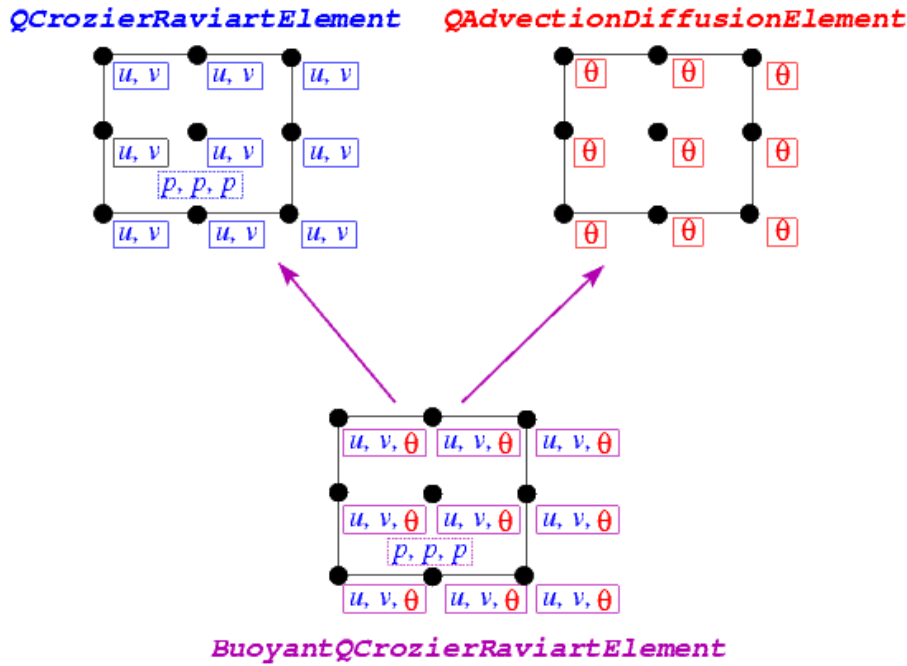 QCrozierRaviartElement QAdvectionDiffusionElement
u, v u, v u, v θ θ θ
u, v u, v u, v θ θ θ
p, p, p
u, v u, v u, v θ θ θ
u, v, θ u, v, θ u, v, θ
u, v, θ u, v, θ u, v, θ
p, p, p
u, v, θ u, v, θ u, v, θ
BuoyantQCrozierRaviartElement